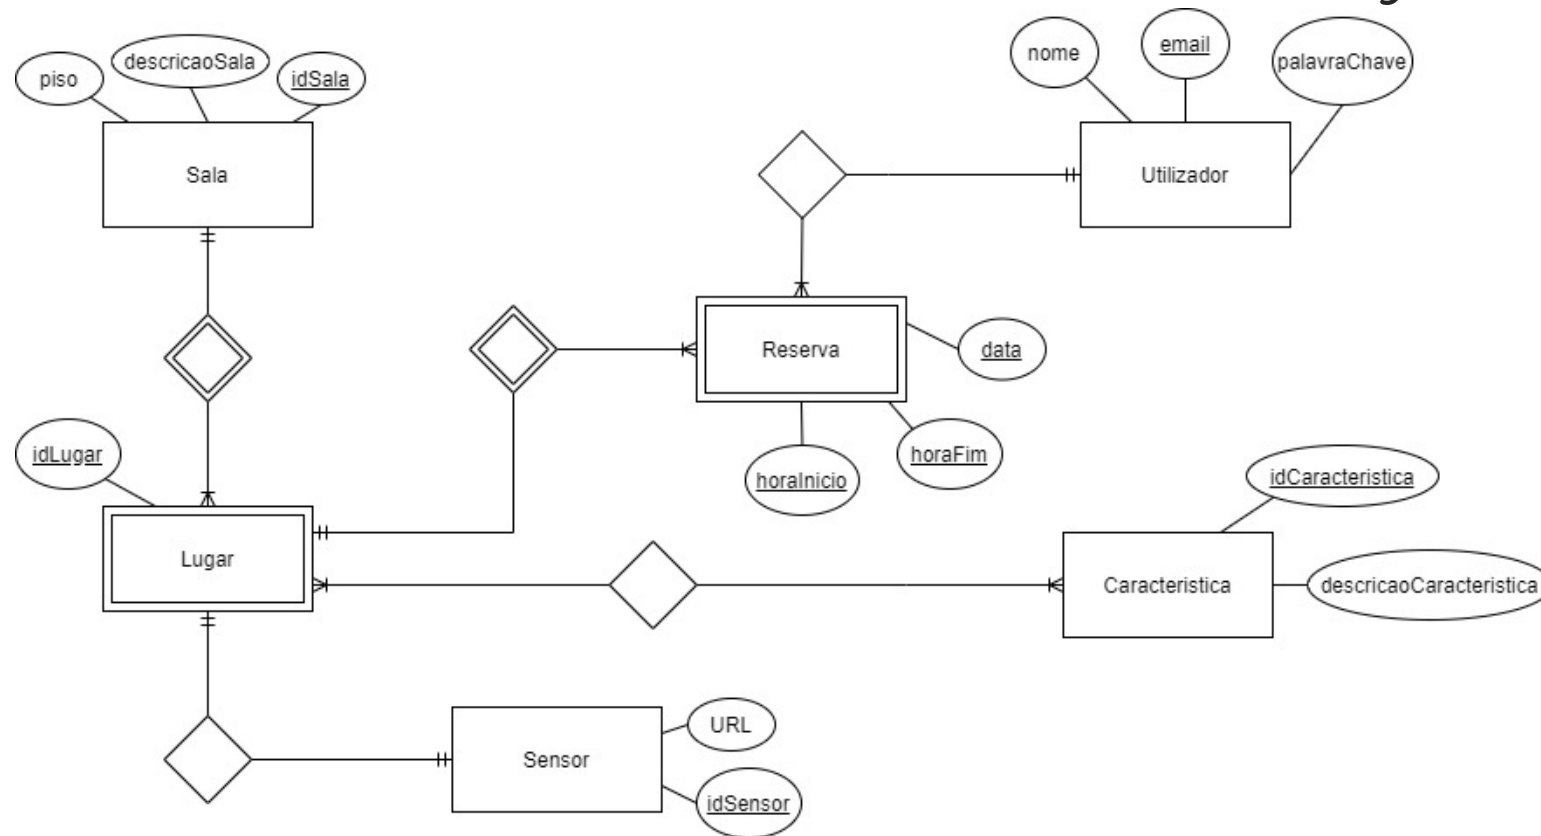 nome
email
palavraChave
piso
descricaoSala
idSala
Sala
Utilizador
Reserva
data
idLugar
horaInicio
horaFim
idCaracteristica
Lugar
Caracteristica
descricaoCaracteristica
URL
Sensor
idSensor